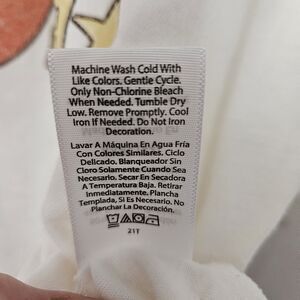 Machine Wash Cold With
Like Colors. Gentle Cycle.
Only Non-Chlorine Bleach
When Needed. Tumble Dry
Low. Remove Promptly. Cool
Iron If Needed. Do Not Iron
Decoration.
Lavar A Máquina En Agua Fría
Con Colores Similares. Ciclo
Delicado. Blanqueador Sin
Cloro Solamente Cuando Sea
Necesario. Secar En Secadora
A Temperatura Baja. Retirar
Inmediatamente. Plancha
Templada, Si Es Necesario. No
Planchar La Decoración.
21T